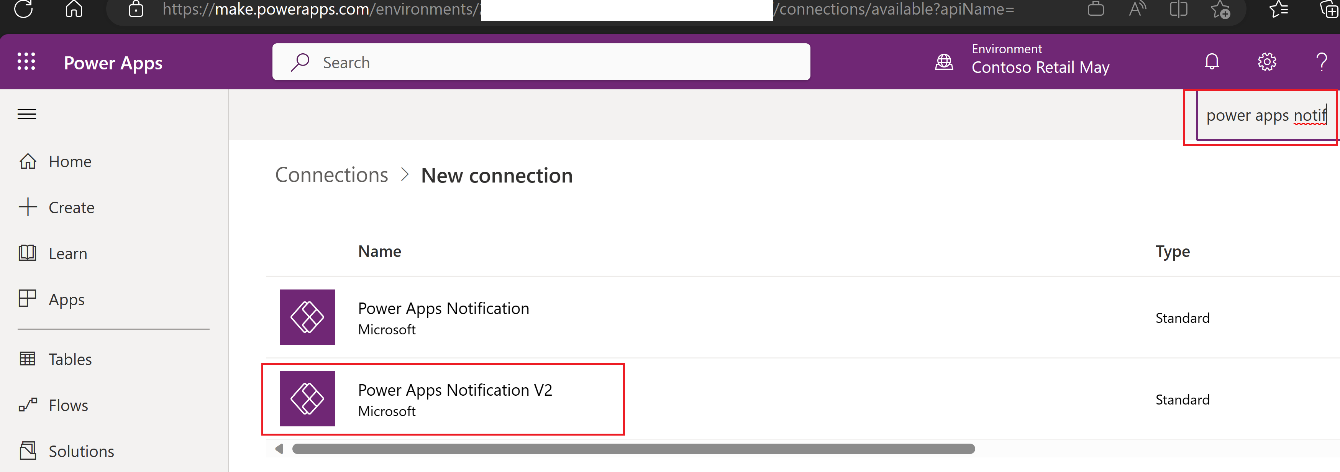 https://make.powerapps.com/environments/ /connections/available?apiName=
Power Apps
Search
Environment
Contoso Retail May
power apps notif
Home
Create
Learn
Apps
Tables
Flows
Solutions
Connections > New connection
Name Type
Power Apps Notification
Microsoft
Standard
Power Apps Notification V2
Microsoft
Standard